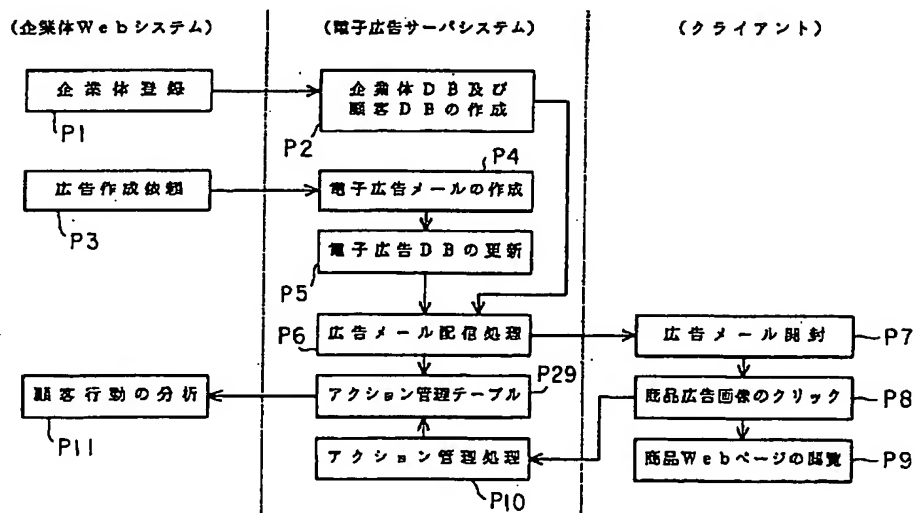 (企業体Webシステム)
(電子広告サーバシステム)
(クライアント)
企業体登録
P1
企業体DB及び
顧客DBの作成
P2
広告作成依頼
P3
P4
電子広告メールの作成
電子広告DBの更新
P5
広告メール配信処理
P6
広告メール開封
P7
P29
アクション管理テーブル
顧客行動の分析
P11
商品広告画像のクリック
P8
アクション管理処理
P10
商品Webページの閲覧
P9